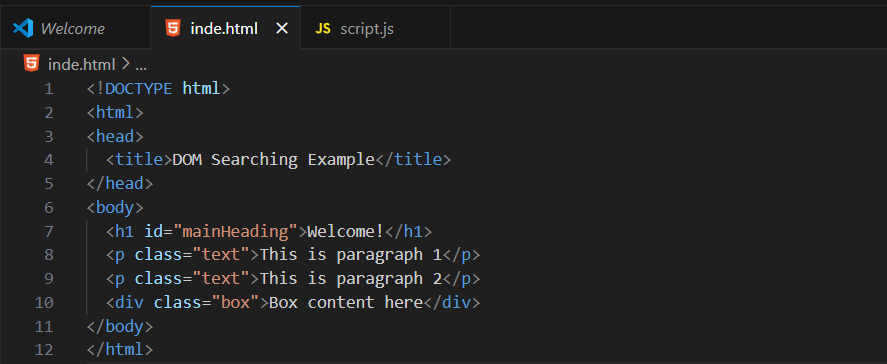 Welcome inde.html JS script.js
inde.html > ...
1 <!DOCTYPE html>
2 <html>
3 <head>
4 <title>DOM Searching Example</title>
5 </head>
6 <body>
7 <h1 id="mainHeading">Welcome!</h1>
8 <p class="text">This is paragraph 1</p>
9 <p class="text">This is paragraph 2</p>
10 <div class="box">Box content here</div>
11 </body>
12 </html>